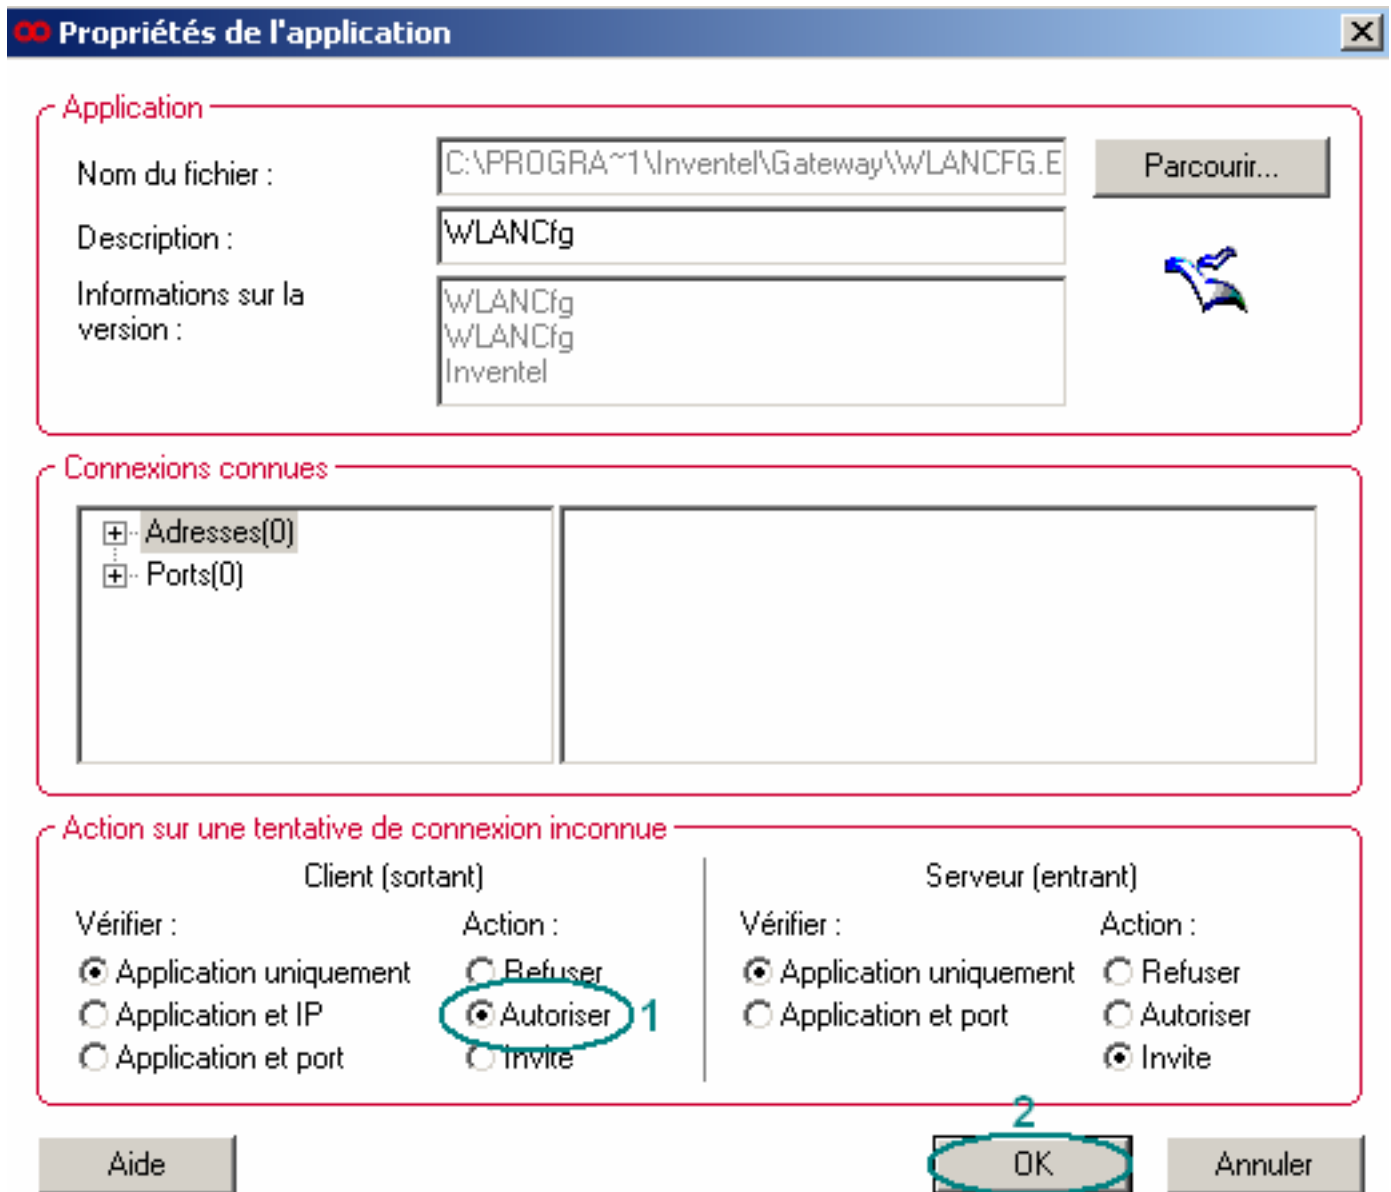 Propriétés de l'application
Application
Nom du fichier :
C:\PROGRA~1\Inventel\Gateway\WLANCFG.E
Parcourir...
Description :
WLANCfg
Informations sur la
version :
WLANCfg
WLANCfg
Inventel
Connexions connues
Adresses(0)
Ports(0)
Action sur une tentative de connexion inconnue
Client (sortant)
Serveur (entrant)
Vérifier :
Action :
Vérifier :
Action :
Application uniquement
Refuser
Application uniquement
Refuser
Application et IP
Autoriser
1
Application et port
Autoriser
Application et port
Invite
Invite
2
Aide
OK
Annuler